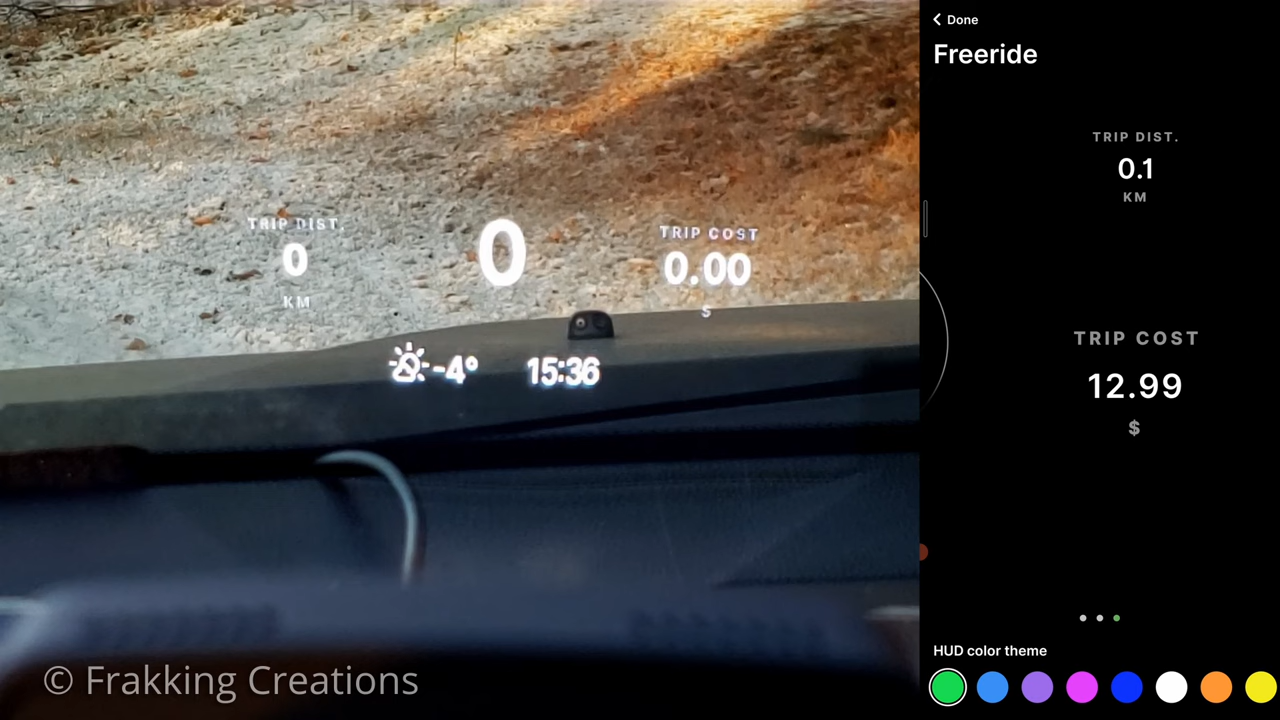 TRIP DIST.
0
KM
0
TRIP COST
0.00
$
-4°
15:36
© Frakking Creations
Done
Freeride
TRIP DIST.
0.1
KM
TRIP COST
12.99
$
HUD color theme